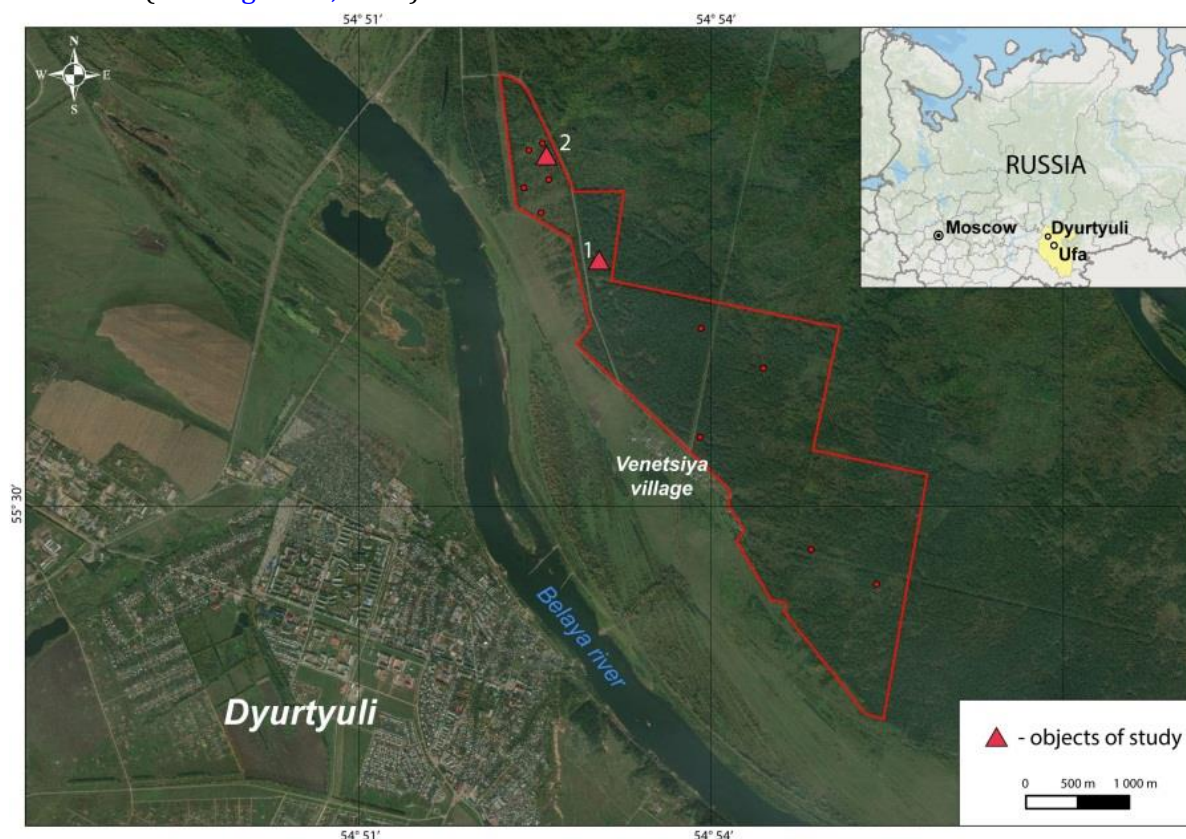 54° 51′
54° 54′
N
W E
S
2
1
RUSSIA
Moscow
Dyurtyuli
Ufa
Venetsiya
village
55° 30′
Belaya river
Dyurtyuli
- objects of study
0 500 m 1 000 m
54° 51′
54° 54′